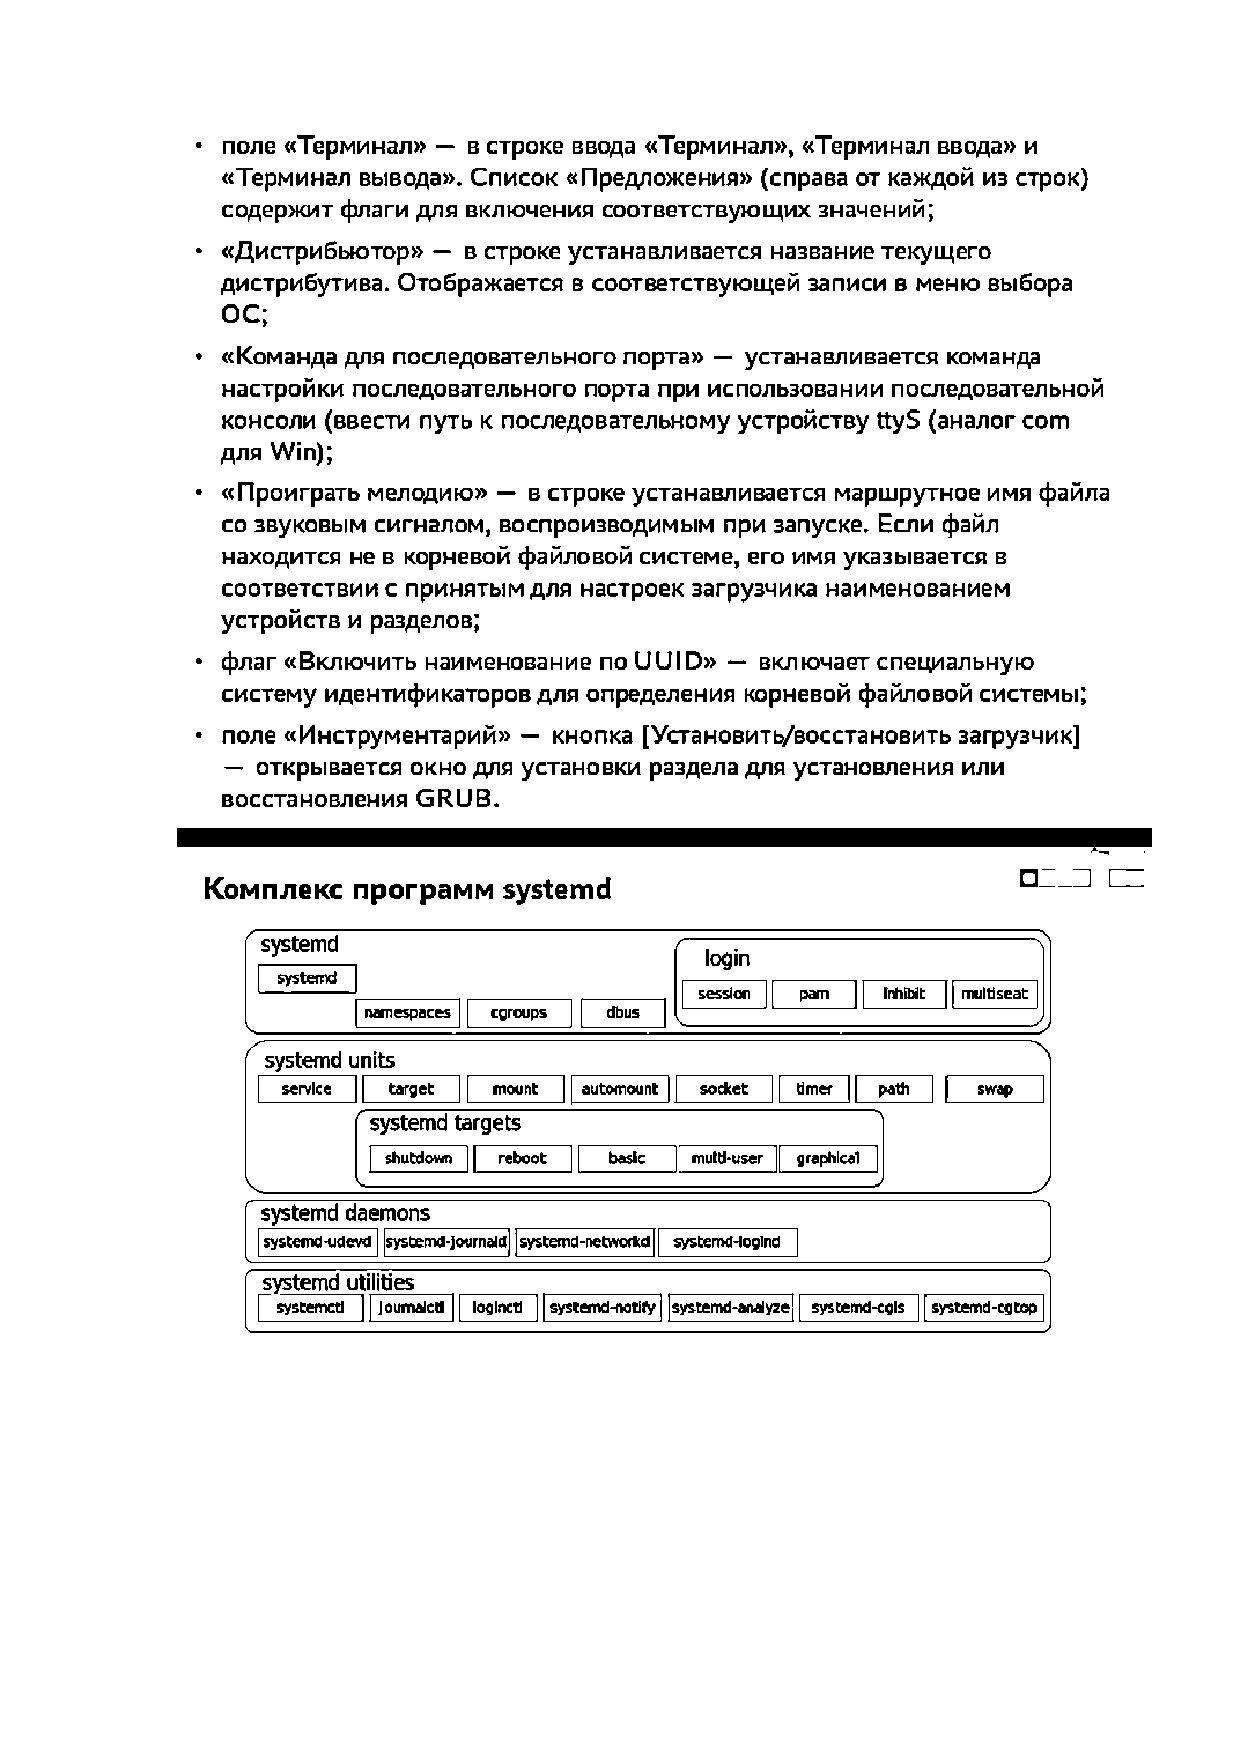 • поле «Терминал» — в строке ввода «Терминал», «Терминал ввода» и
«Терминал вывода». Список «Предложения» (справа от каждой из строк)
содержит флаги для включения соответствующих значений;
• «Дистрибьютор» — в строке устанавливается название текущего
дистрибутива. Отображается в соответствующей записи в меню выбора
ОС;
• «Команда для последовательного порта» — устанавливается команда
настройки последовательного порта при использовании последовательной
консоли (ввести путь к последовательному устройству ttyS (аналог com
для Win);
• «Проиграть мелодию» — в строке устанавливается маршрутное имя файла
со звуковым сигналом, воспроизводимым при запуске. Если файл
находится не в корневой файловой системе, его имя указывается в
соответствии с принятым для настроек загрузчика наименованием
устройств и разделов;
• флаг «Включить наименование по UUID» — включает специальную
систему идентификаторов для определения корневой файловой системы;
• поле «Инструментарий» — кнопка [Установить/восстановить загрузчик]
— открывается окно для установки раздела для установления или
восстановления GRUB.
Комплекс программ systemd
systemd
systemd
namespaces cgroups dbus
login
session pam inhibit multiseat
systemd units
service target mount automount socket timer path swap
systemd targets
shutdown reboot basic multi-user graphical
systemd daemons
systemd-udevd systemd-journald systemd-networkd systemd-logind
systemd utilities
systemctl journalctl loginctl systemd-notify systemd-analyze systemd-cgls systemd-cgtop